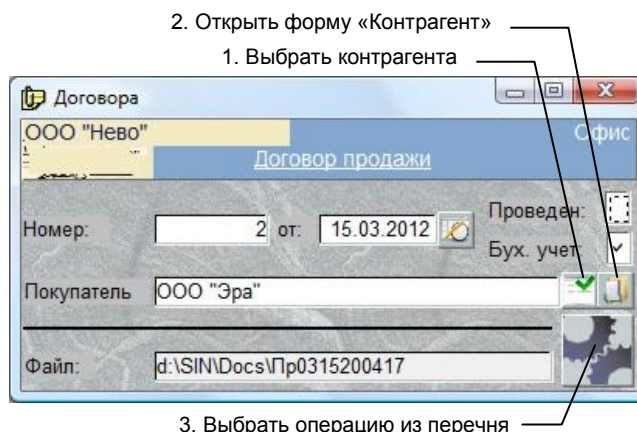 2. Открыть форму «Контрагент»
1. Выбрать контрагента
Договора
ООО "Нево"
Офис
Договор продажи
Проведен:
Номер: 2 от: 15.03.2012
Бух. учет
Покупатель ООО "Эра"
Файл: d:\SIN\Docs\Пр0315200417
3. Выбрать операцию из перечня